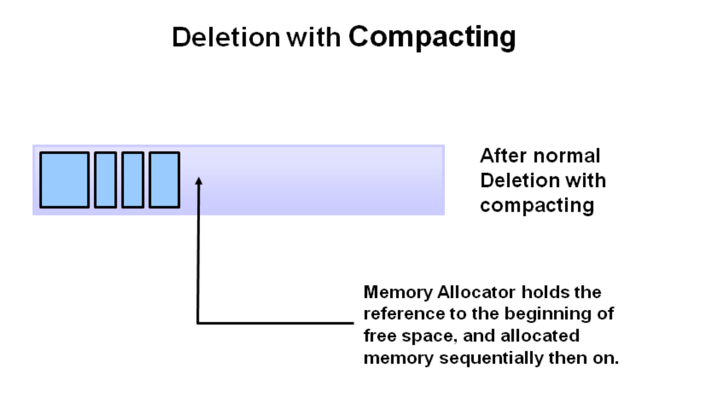 Deletion with Compacting
After normal
Deletion with
compacting
Memory Allocator holds the
reference to the beginning of
free space, and allocated
memory sequentially then on.